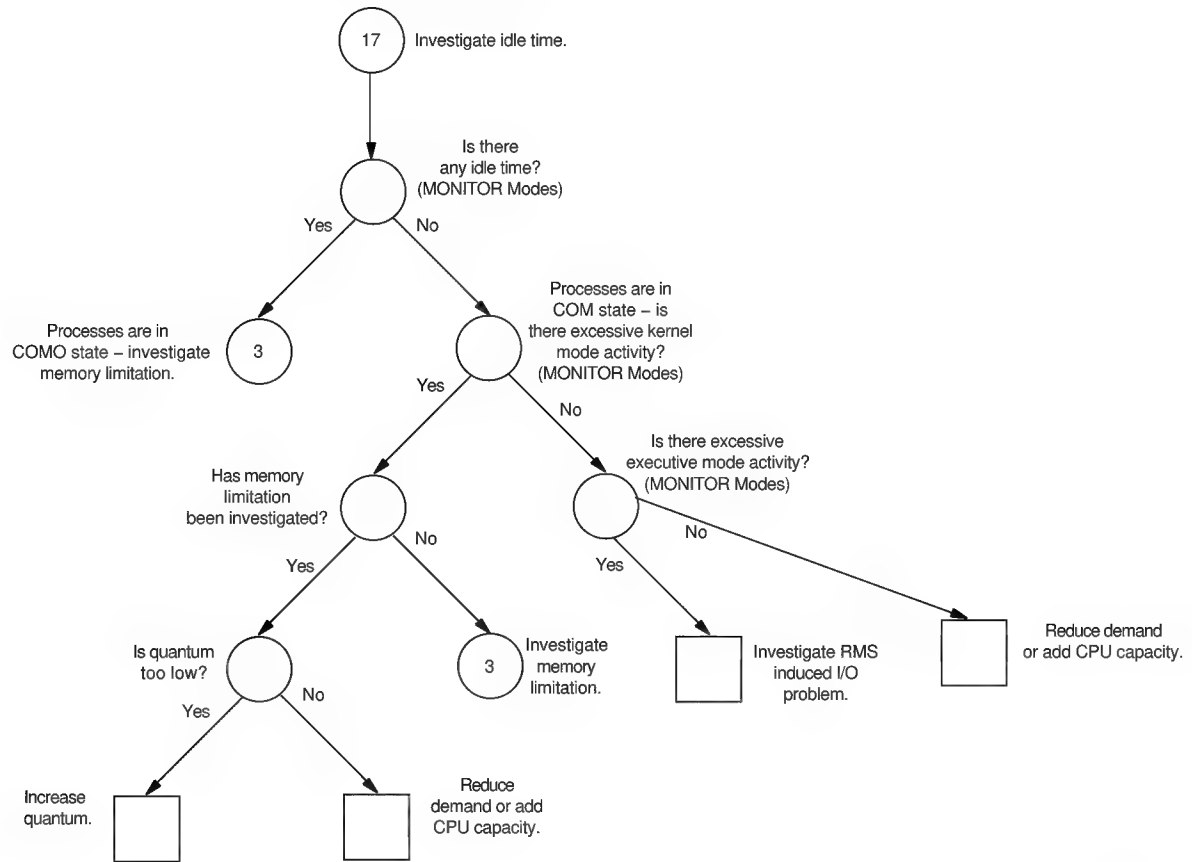 17
Investigate idle time.
Is there
any idle time?
(MONITOR Modes)
Yes
No
Processes are in
COMO state – investigate
memory limitation.
3
Processes are in
COM state – is
there excessive kernel
mode activity?
(MONITOR Modes)
Yes
No
Has memory
limitation
been investigated?
Is there excessive
executive mode activity?
(MONITOR Modes)
Yes
No
Yes
No
Is quantum
too low?
3
Investigate
memory
limitation.
Investigate RMS
induced I/O
problem.
Reduce demand
or add CPU capacity.
Yes
No
Increase
quantum.
Reduce
demand or add
CPU capacity.